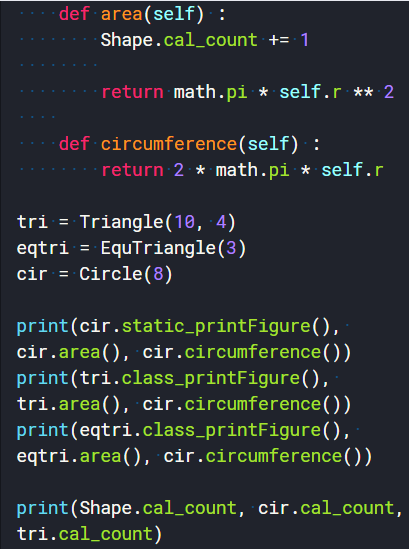 def area(self) :
Shape.cal_count += 1
return math.pi * self.r ** 2
def circumference(self) :
return 2 * math.pi * self.r
tri = Triangle(10, 4)
eqtri = EquTriangle(3)
cir = Circle(8)
print(cir.static_printFigure(),
cir.area(), cir.circumference())
print(tri.class_printFigure(),
tri.area(), cir.circumference())
print(eqtri.class_printFigure(),
eqtri.area(), cir.circumference())
print(Shape.cal_count, cir.cal_count,
tri.cal_count)